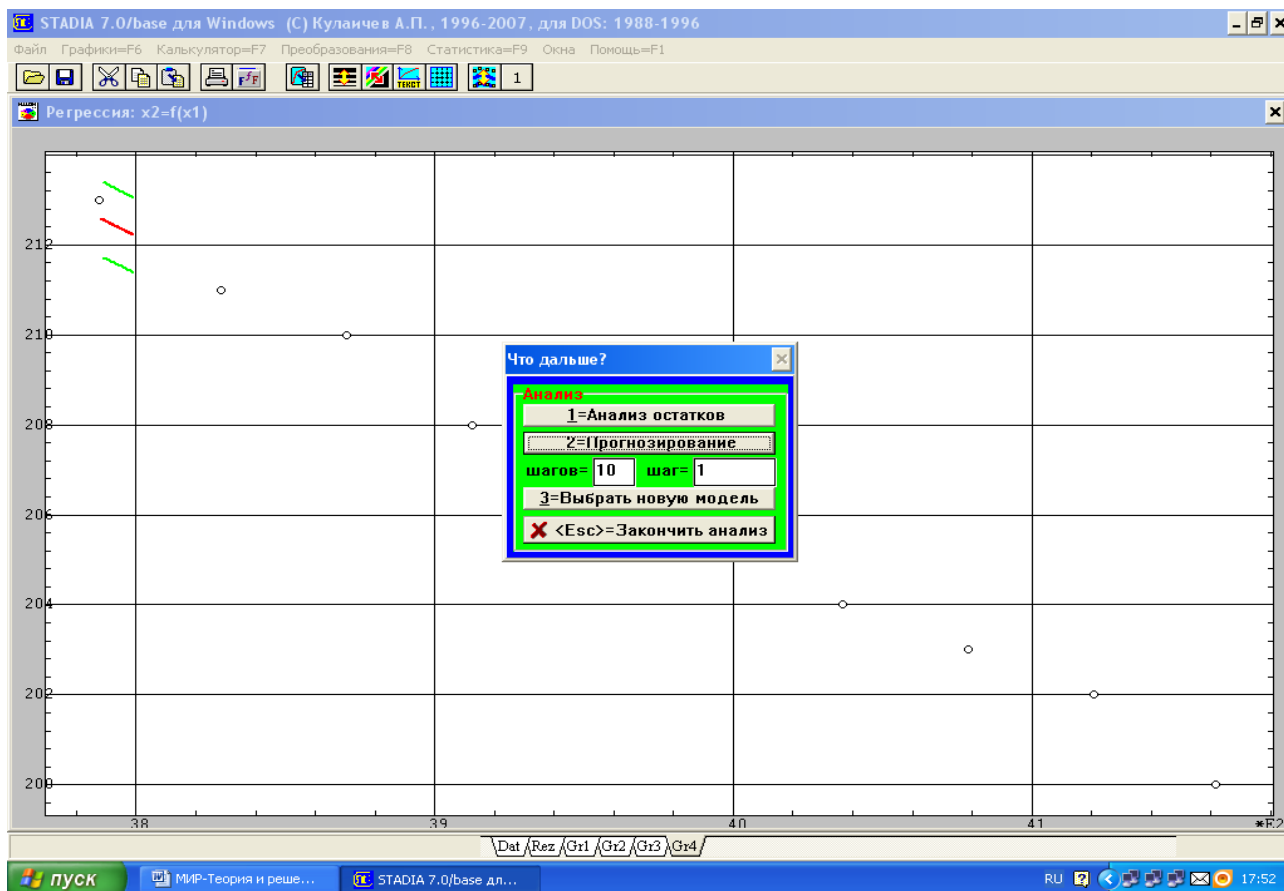 STADIA 7.0/base для Windows (C) Кулаичев А.П., 1996-2007, для DOS: 1988-1996
Файл Графики=F6 Калькулятор=F7 Преобразования=F8 Статистика=F9 Окна Помощь=F1
FfF ТЕКСТ 1
Регрессия: x2=f(x1)
212
210
208
206
204
202
200
38 39 40 41 *E2
Что дальше?
Анализ
1=Анализ остатков
2=Прогнозирование
шагов= 10 шаг= 1
3=Выбрать новую модель
<Esc>=Закончить анализ
Dat Rez Gr1 Gr2 Gr3 Gr4
пуск МИР-Теория и реше... STADIA 7.0/base дл... RU 17:52